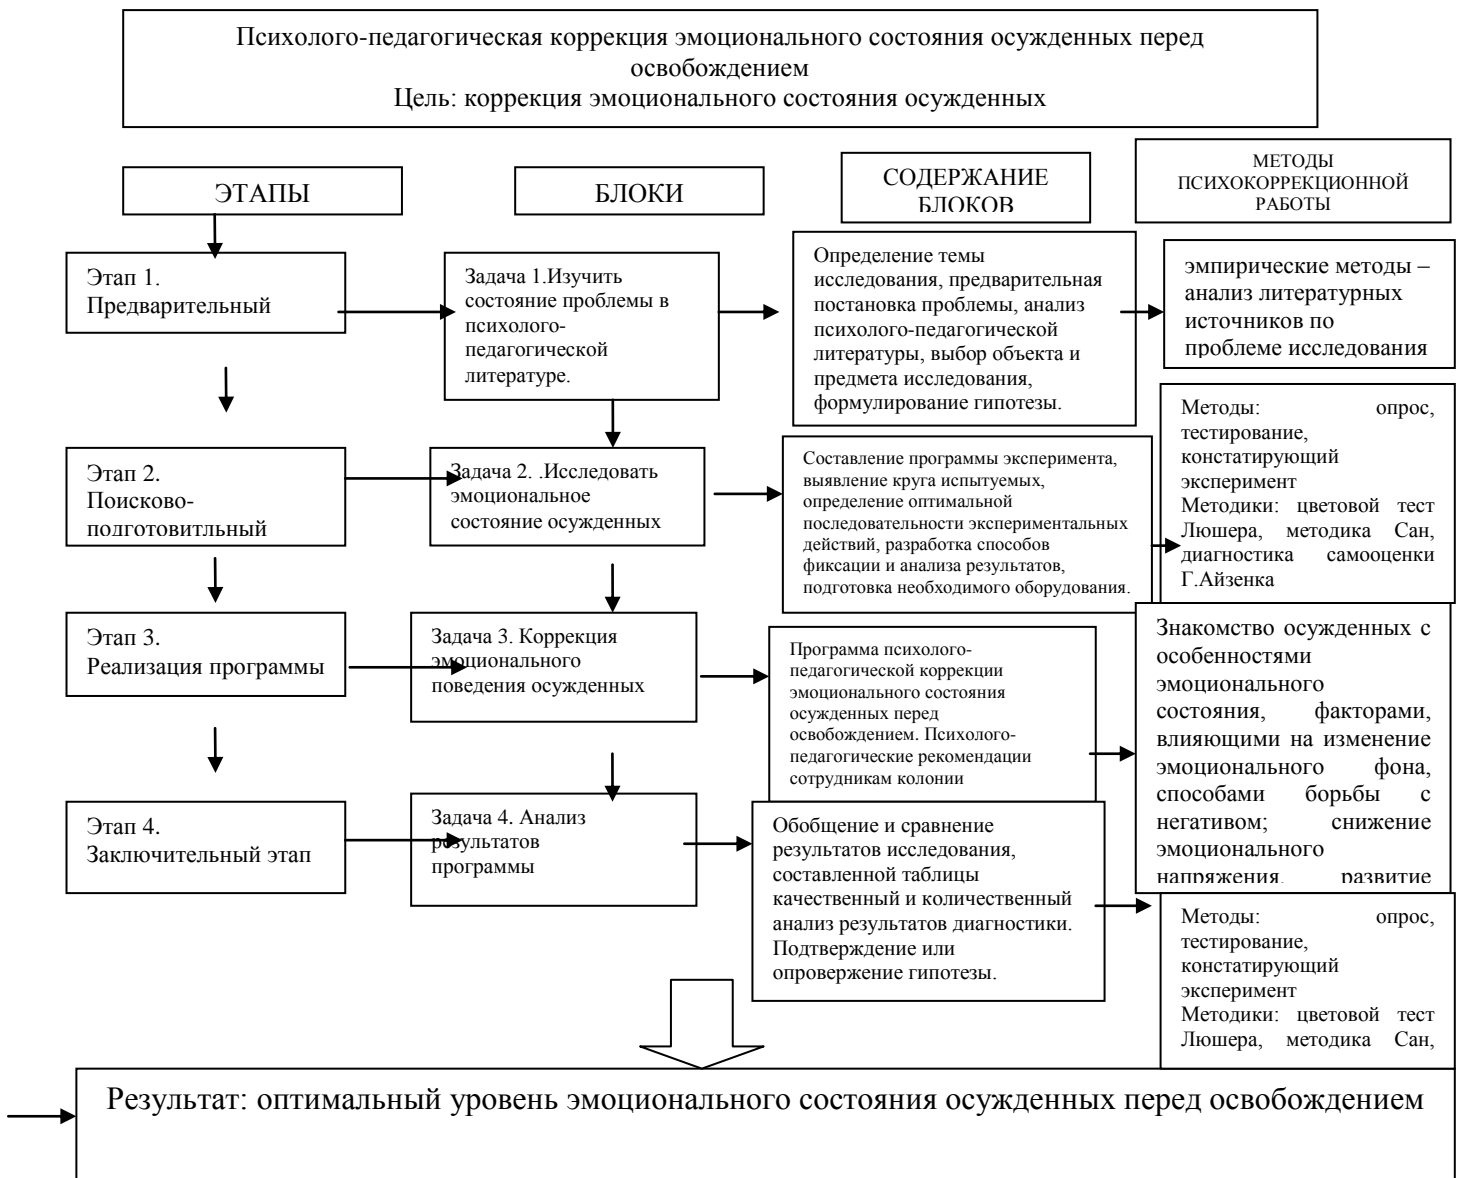 Психолого-педагогическая коррекция эмоционального состояния осужденных перед
освобождением
Цель: коррекция эмоционального состояния осужденных
ЭТАПЫ
БЛОКИ
СОДЕРЖАНИЕ
БЛОКОВ
МЕТОДЫ
ПСИХОКОРРЕКЦИОННОЙ
РАБОТЫ
Этап 1.
Предварительный
Задача 1.Изучить
состояние проблемы в
психолого-
педагогической
литературе.
Определение темы
исследования, предварительная
постановка проблемы, анализ
психолого-педагогической
литературы, выбор объекта и
предмета исследования,
формулирование гипотезы.
эмпирические методы –
анализ литературных
источников по
проблеме исследования
Этап 2.
Поисково-
подготовитльный
Задача 2. .Исследовать
эмоциональное
состояние осужденных
Составление программы эксперимента,
выявление круга испытуемых,
определение оптимальной
последовательности экспериментальных
действий, разработка способов
фиксации и анализа результатов,
подготовка необходимого оборудования.
Методы: опрос,
тестирование,
констатирующий
эксперимент
Методики: цветовой тест
Люшера, методика Сан,
диагностика самооценки
Г.Айзенка
Этап 3.
Реализация программы
Задача 3. Коррекция
эмоционального
поведения осужденных
Программа психолого-
педагогической коррекции
эмоционального состояния
осужденных перед
освобождением. Психолого-
педагогические рекомендации
сотрудникам колонии
Знакомство осужденных с
особенностями
эмоционального
состояния, факторами,
влияющими на изменение
эмоционального фона,
способами борьбы с
негативом; снижение
эмоционального
напряжения, развитие
Этап 4.
Заключительный этап
Задача 4. Анализ
результатов
программы
Обобщение и сравнение
результатов исследования,
составленной таблицы
качественный и количественный
анализ результатов диагностики.
Подтверждение или
опровержение гипотезы.
Методы: опрос,
тестирование,
констатирующий
эксперимент
Методики: цветовой тест
Люшера, методика Сан,
Результат: оптимальный уровень эмоционального состояния осужденных перед освобождением